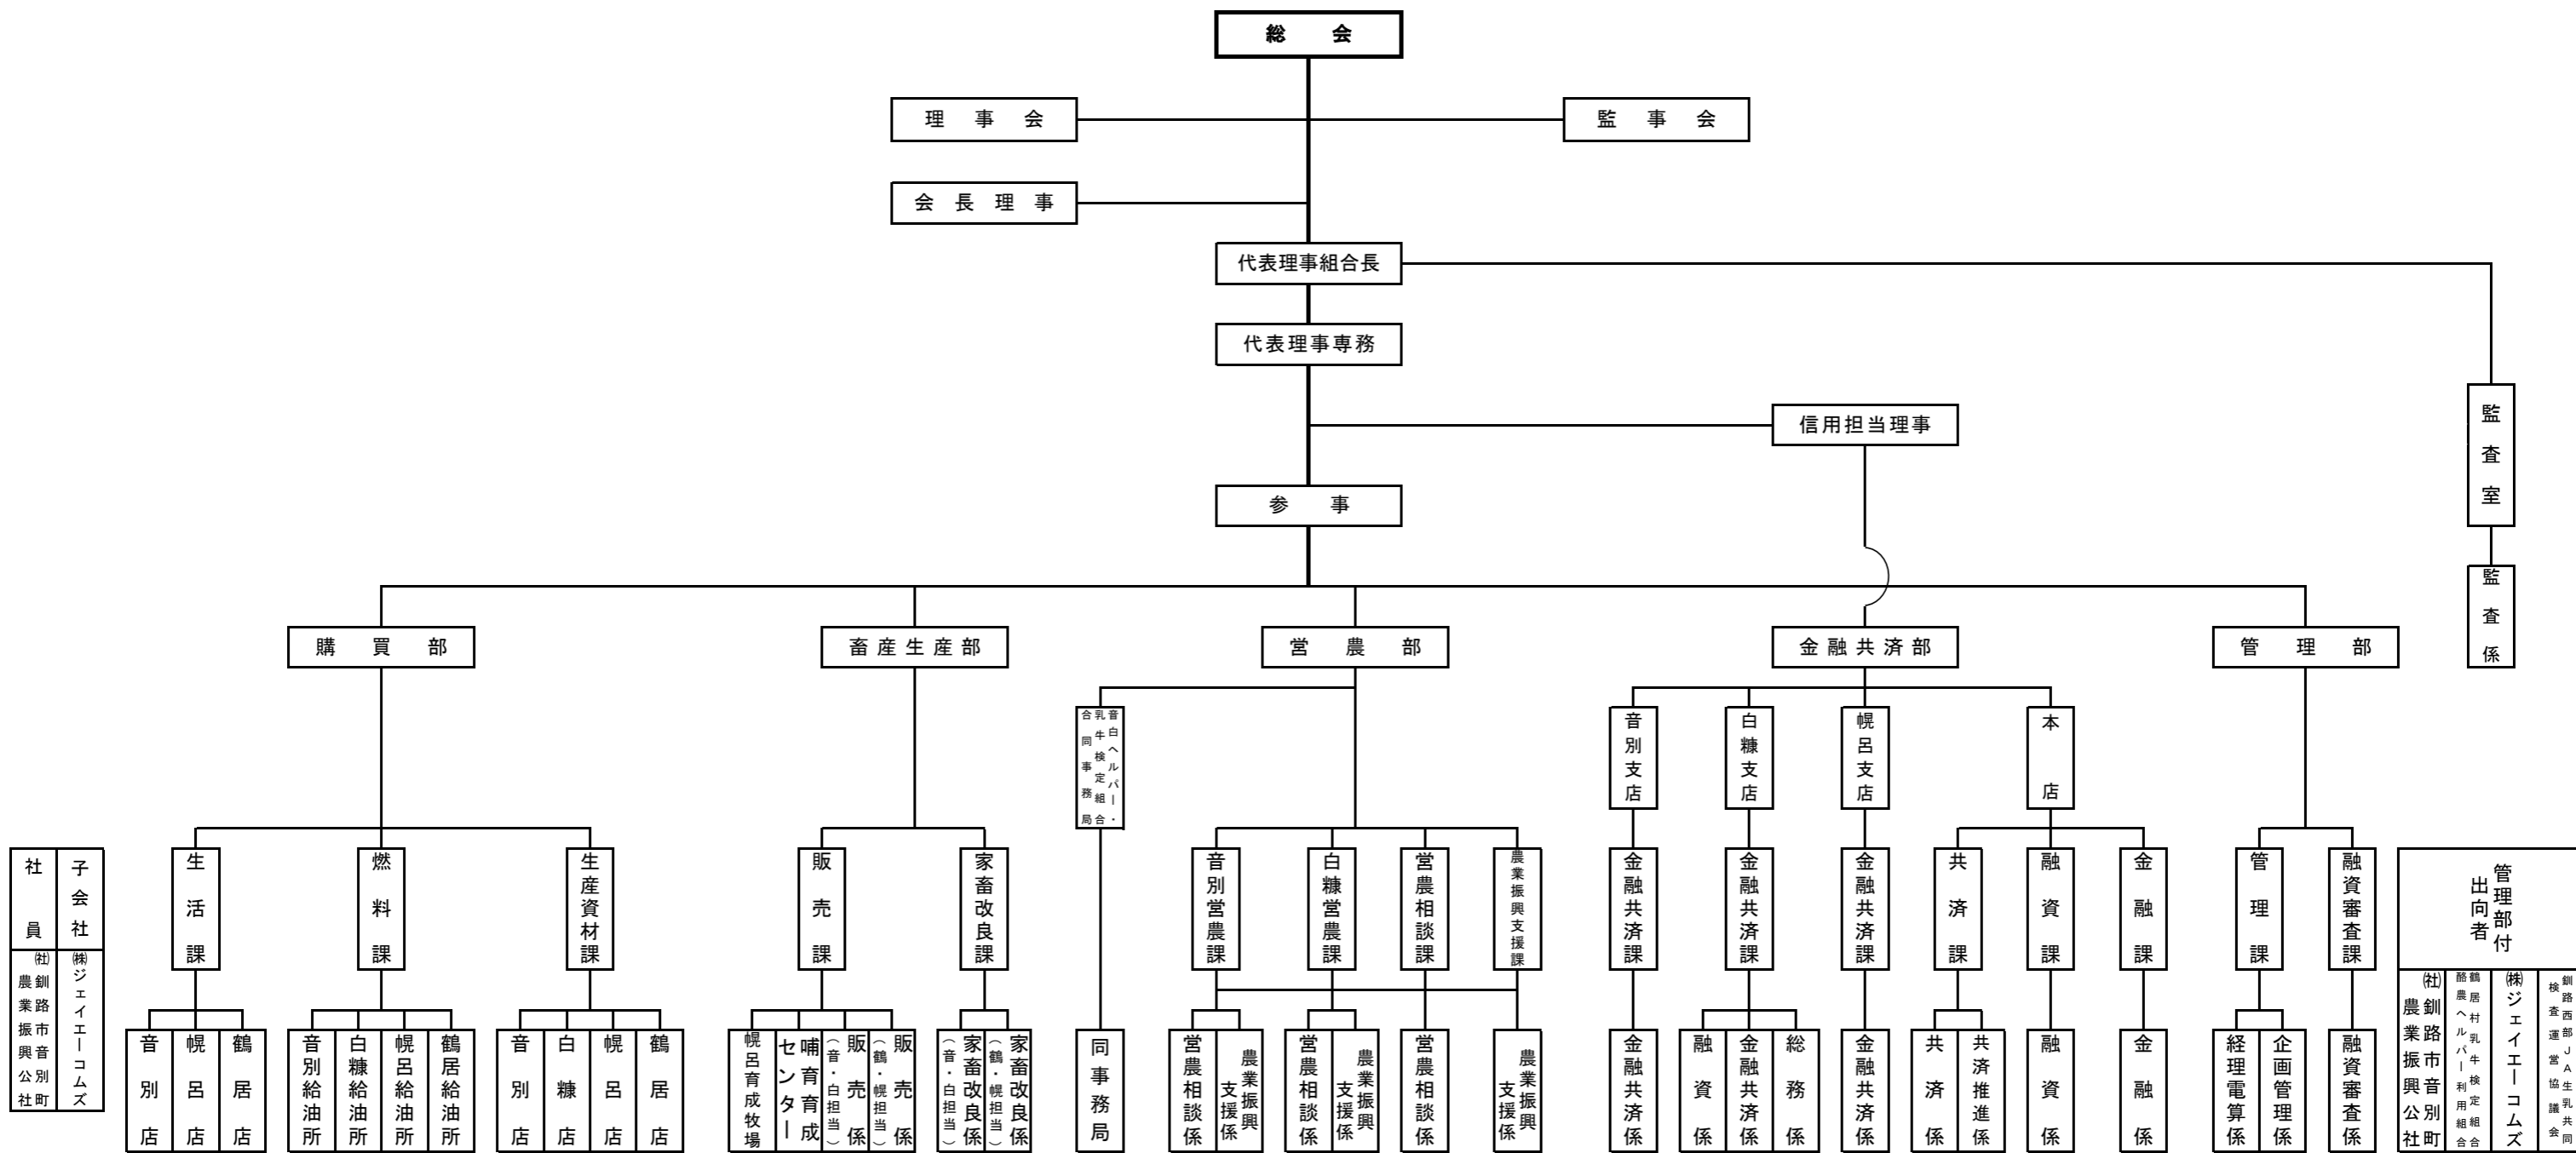 総会
理事会
監事会
会長理事
代表理事組合長
代表理事専務
信用担当理事
監査室
参事
監査係
購買部
畜産生産部
営農部
金融共済部
管理部
音白ヘルパー・
乳牛検定組合
合同事務局
音別支店
白糠支店
幌呂支店
本店
社員
子会社
生活課
燃料課
生産資材課
販売課
家畜改良課
音別営農課
白糠営農課
営農相談課
農業振興支援課
金融共済課
金融共済課
金融共済課
共済課
融資課
金融課
管理課
融資審査課
管理部付
出向者
㈳釧路市音別町
農業振興公社
㈱ジェイエーコムズ
音別店
幌呂店
鶴居店
音別給油所
白糠給油所
幌呂給油所
鶴居給油所
音別店
白糠店
幌呂店
鶴居店
幌呂育成牧場
哺育育成
センター
販売係
（音・白担当）
販売係
（鶴・幌担当）
家畜改良係
（音・白担当）
家畜改良係
（鶴・幌担当）
同事務局
営農相談係
農業振興
支援係
営農相談係
農業振興
支援係
営農相談係
農業振興
支援係
金融共済係
融資係
金融共済係
総務係
金融共済係
共済係
共済推進係
融資係
金融係
経理電算係
企画管理係
融資審査係
㈳釧路市音別町
農業振興公社
鶴居村乳牛検定組合
酪農ヘルパー利用組合
㈱ジェイエーコムズ
釧路西部JA生乳共同
検査運営協議会